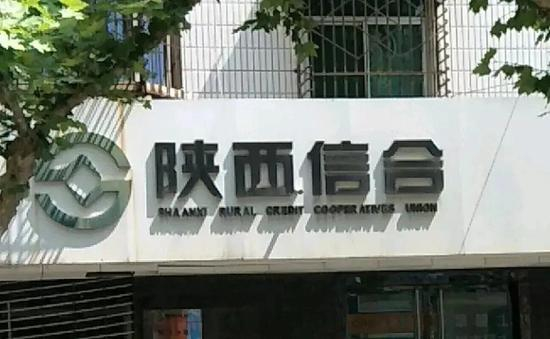 陕西信合
SHAANXI RURAL CREDIT COOPERATIVES UNION